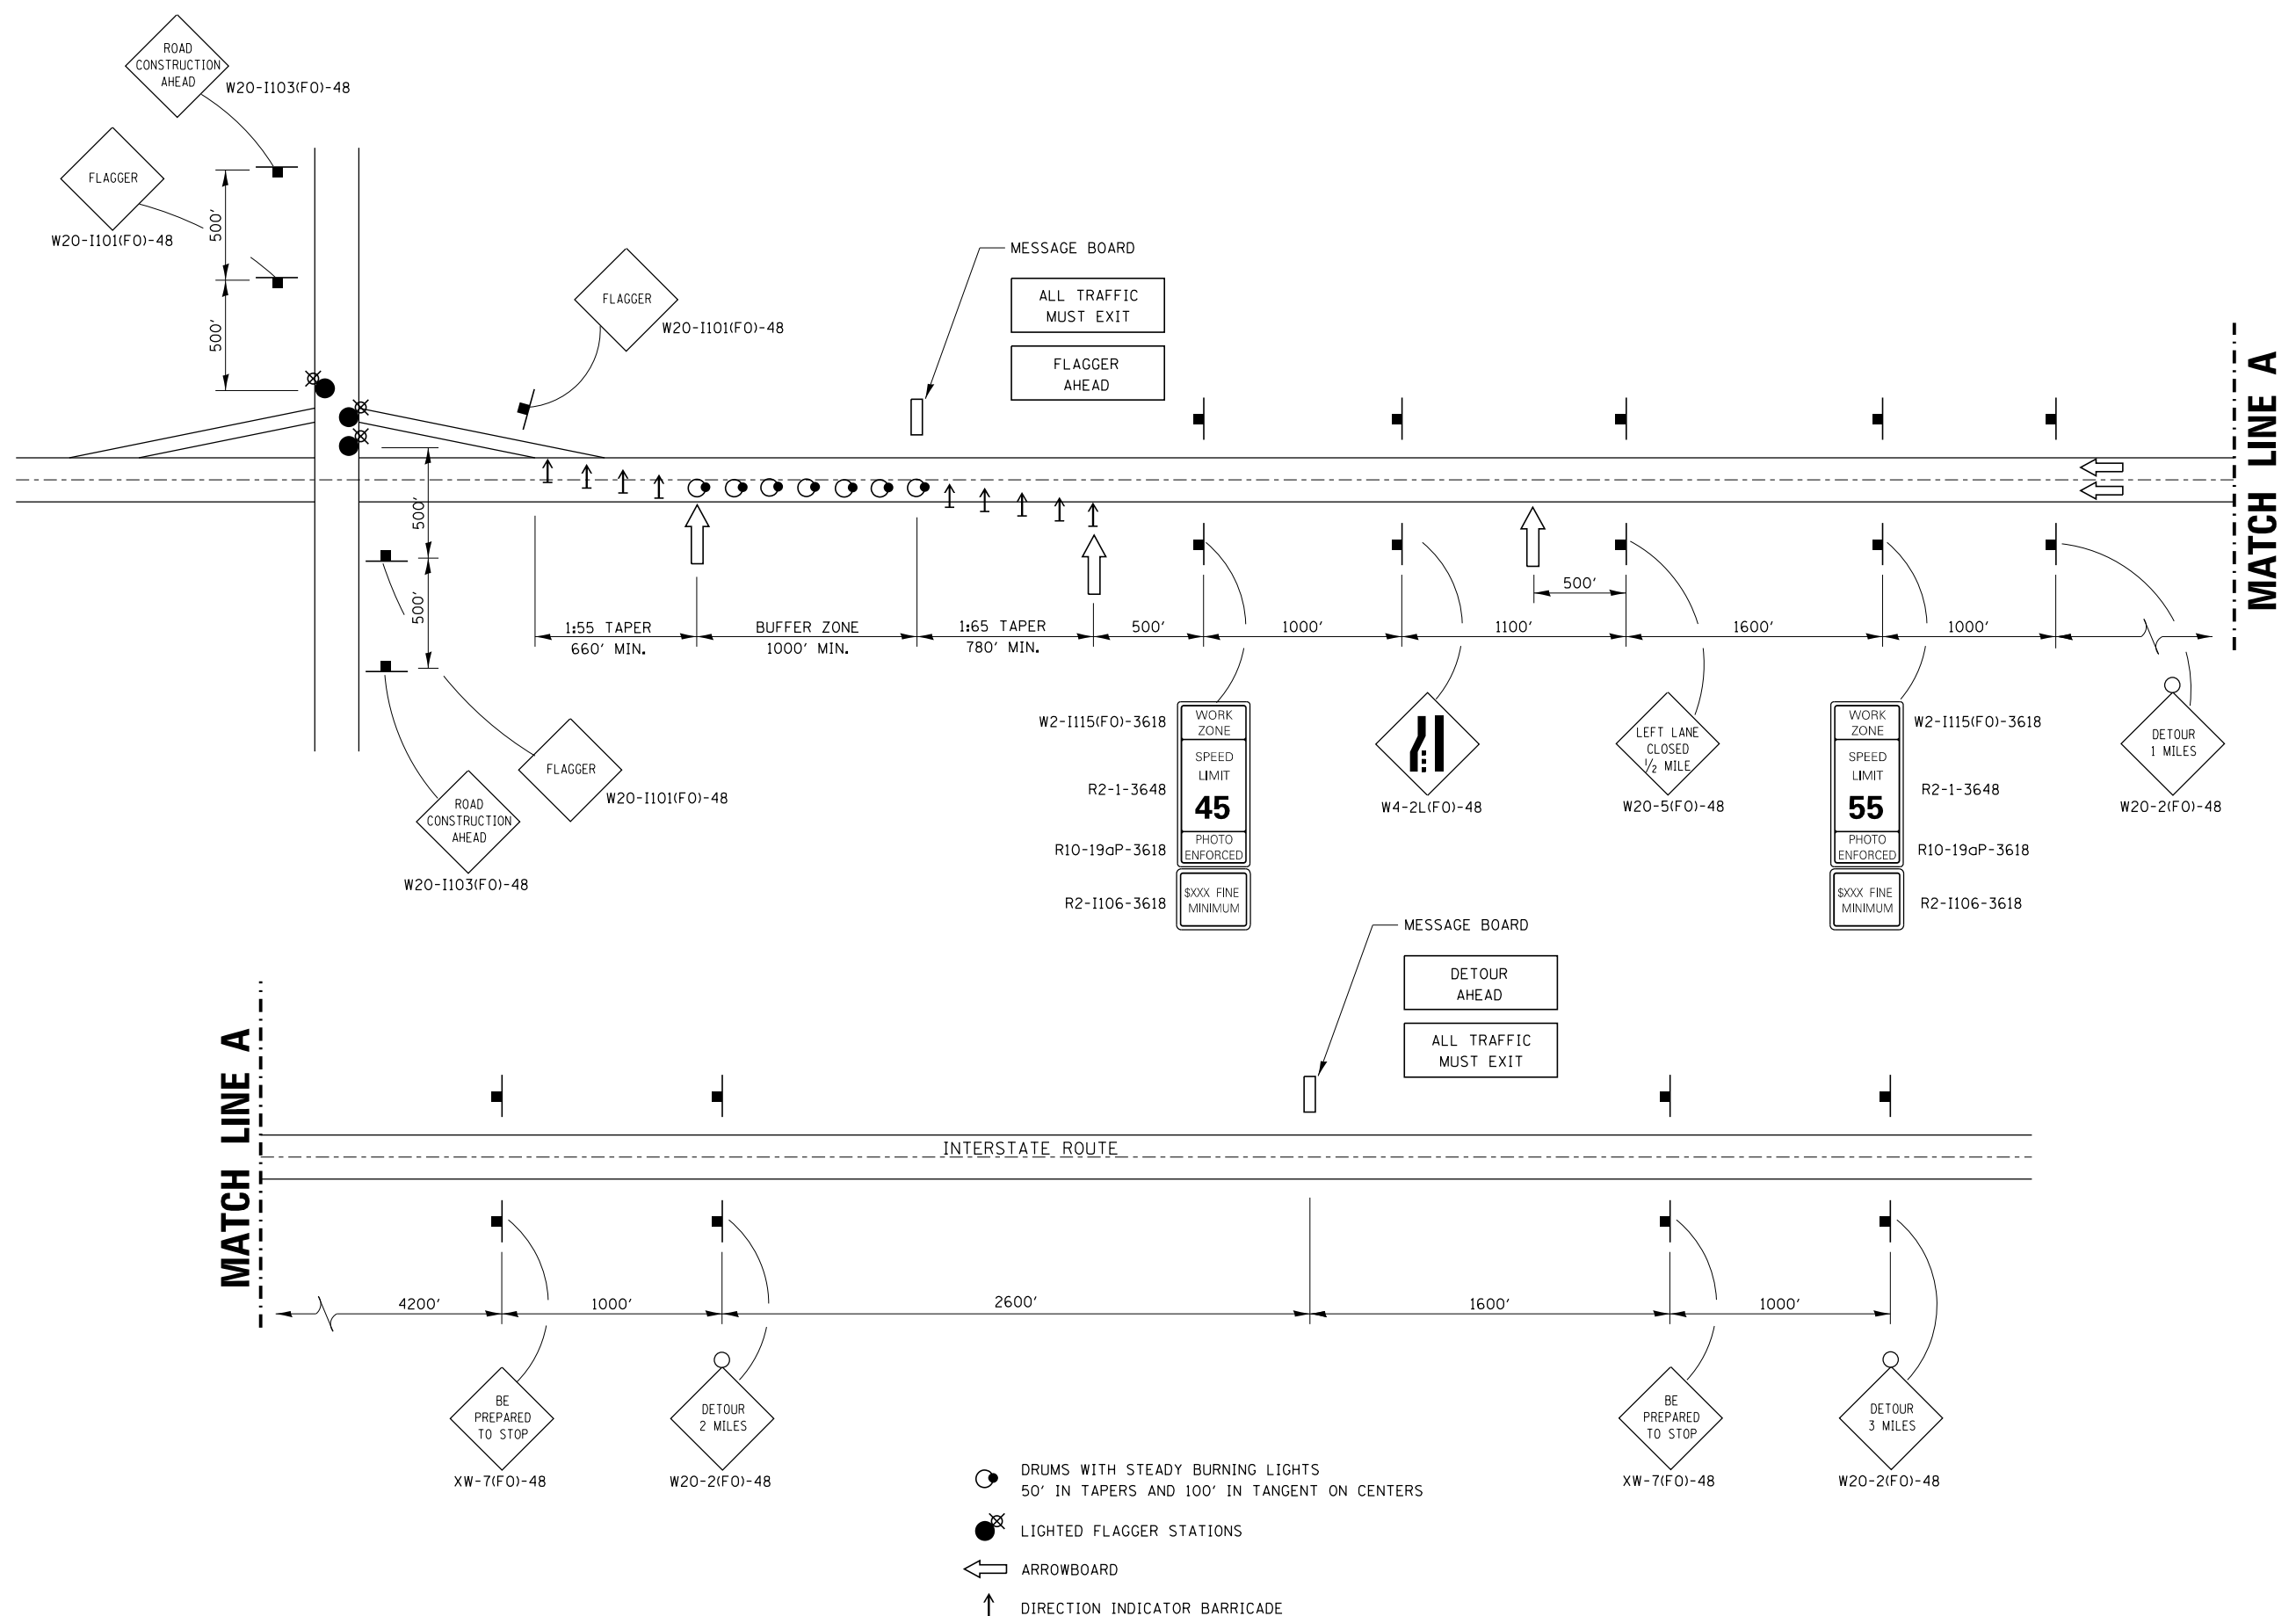 ROAD
CONSTRUCTION
AHEAD
W20-I103(FO)-48
FLAGGER
W20-I101(FO)-48
500'
500'
FLAGGER
W20-I101(FO)-48
MESSAGE BOARD
ALL TRAFFIC
MUST EXIT
FLAGGER
AHEAD
MATCH LINE A
500'
500'
1:55 TAPER
660' MIN.
BUFFER ZONE
1000' MIN.
1:65 TAPER
780' MIN.
500'
1000'
1100'
500'
1600'
1000'
FLAGGER
W20-I101(FO)-48
ROAD
CONSTRUCTION
AHEAD
W20-I103(FO)-48
W2-I115(FO)-3618
R2-1-3648
R10-19aP-3618
R2-I106-3618
WORK
ZONE
SPEED
LIMIT
45
PHOTO
ENFORCED
$XXX FINE
MINIMUM
W4-2L(FO)-48
LEFT LANE
CLOSED
1/2 MILE
W20-5(FO)-48
WORK
ZONE
SPEED
LIMIT
55
PHOTO
ENFORCED
$XXX FINE
MINIMUM
W2-I115(FO)-3618
R2-1-3648
R10-19aP-3618
R2-I106-3618
DETOUR
1 MILES
W20-2(FO)-48
MESSAGE BOARD
DETOUR
AHEAD
ALL TRAFFIC
MUST EXIT
MATCH LINE A
INTERSTATE ROUTE
4200'
1000'
2600'
1600'
1000'
BE
PREPARED
TO STOP
XW-7(FO)-48
DETOUR
2 MILES
W20-2(FO)-48
BE
PREPARED
TO STOP
XW-7(FO)-48
DETOUR
3 MILES
W20-2(FO)-48
DRUMS WITH STEADY BURNING LIGHTS
50' IN TAPERS AND 100' IN TANGENT ON CENTERS
LIGHTED FLAGGER STATIONS
ARROWBOARD
DIRECTION INDICATOR BARRICADE